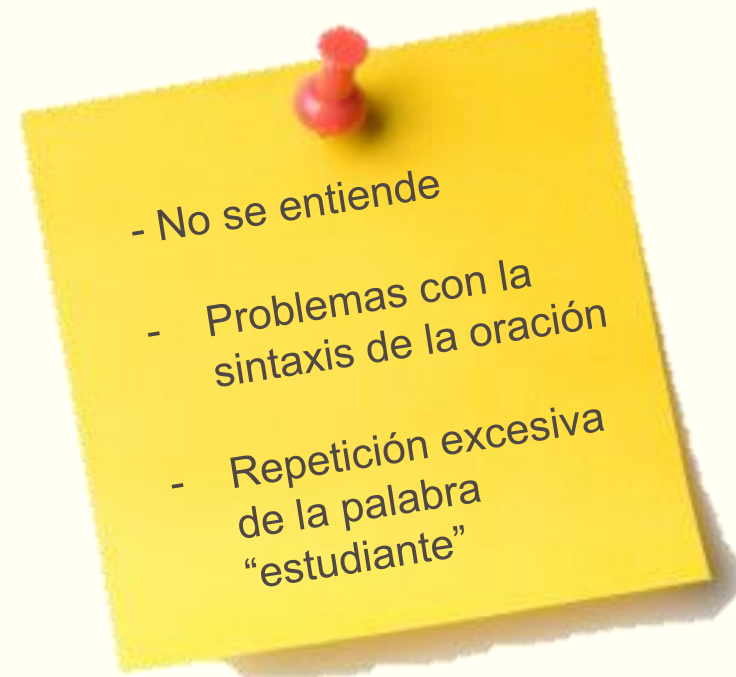 - No se entiende
- Problemas con la
sintaxis de la oración
- Repetición excesiva
de la palabra
“estudiante”